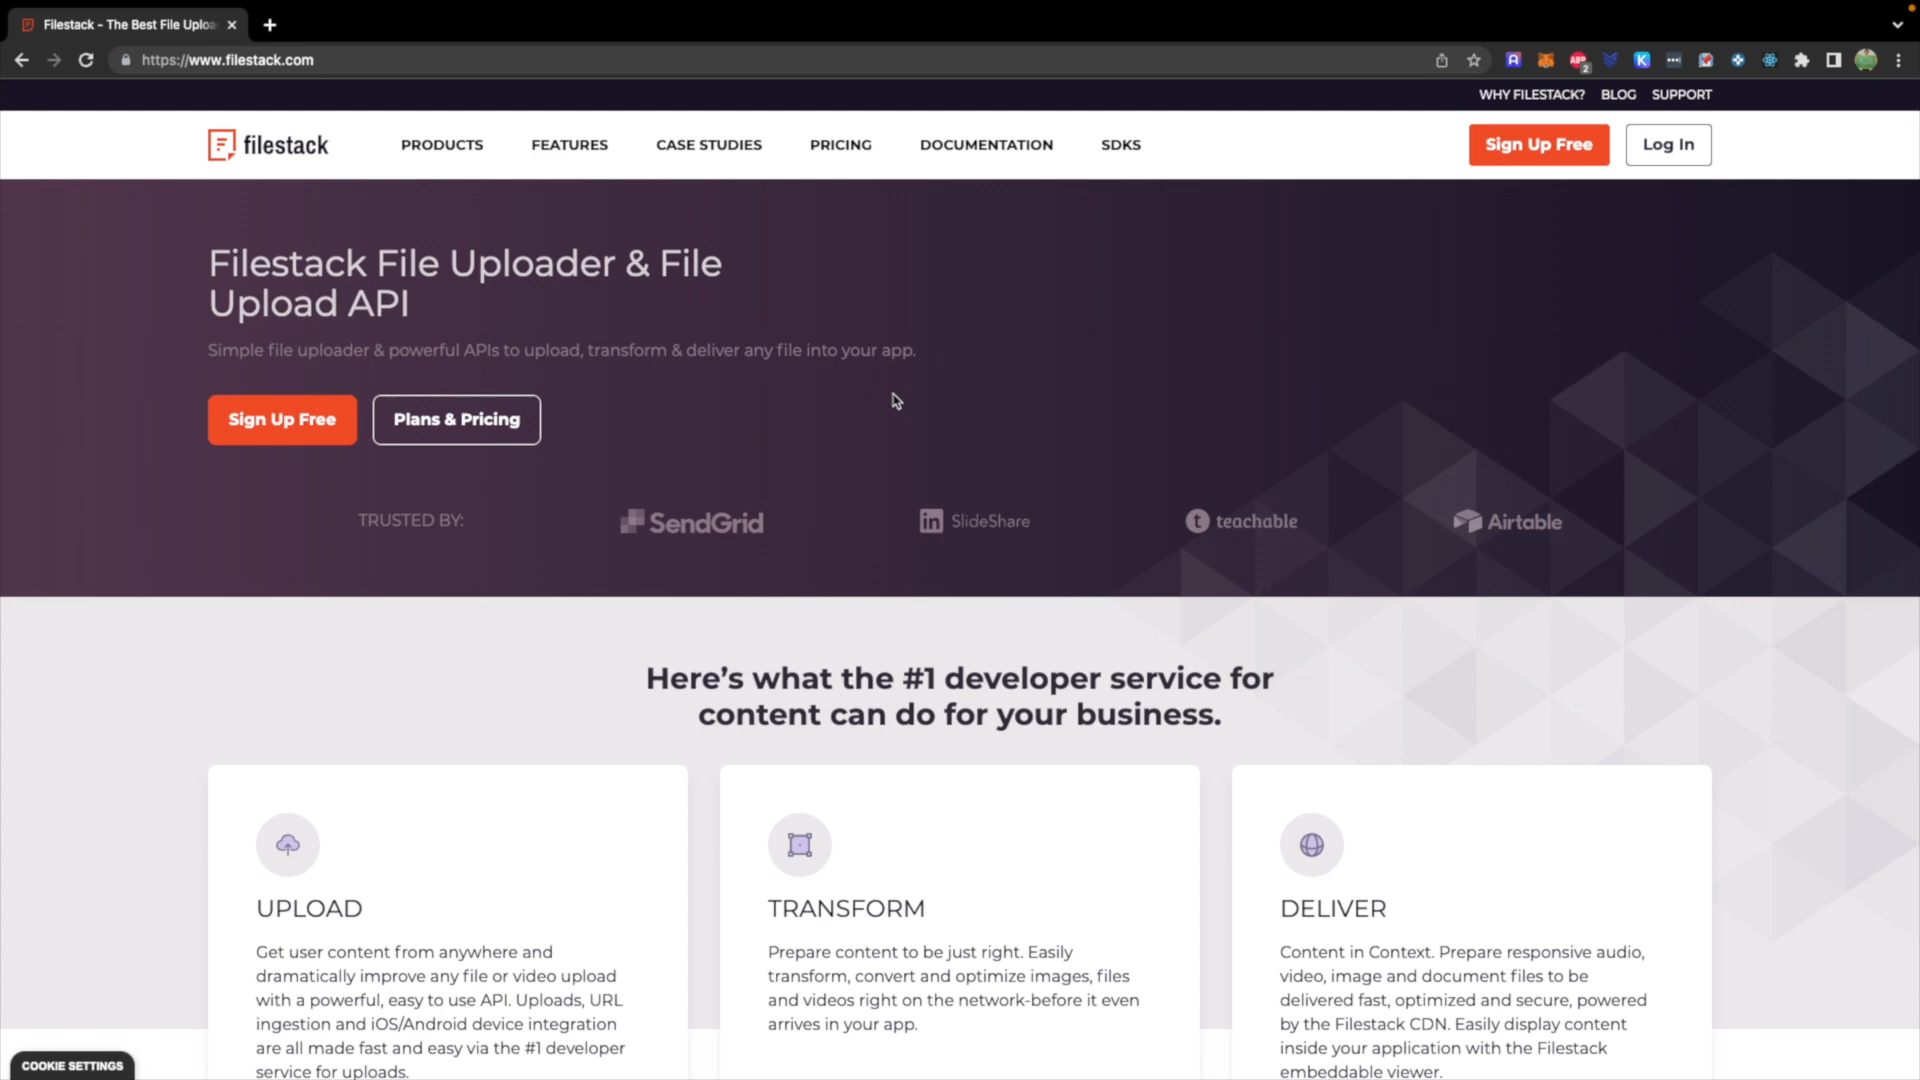 Filestack - The Best File Uploa
https://www.filestack.com
WHY FILESTACK? BLOG SUPPORT
filestack PRODUCTS FEATURES CASE STUDIES PRICING DOCUMENTATION SDKS Sign Up Free Log In
Filestack File Uploader & File
Upload API
Simple file uploader & powerful APIs to upload, transform & deliver any file into your app.
Sign Up Free Plans & Pricing
TRUSTED BY: SendGrid in SlideShare t teachable Airtable
Here's what the #1 developer service for
content can do for your business.
UPLOAD
Get user content from anywhere and
dramatically improve any file or video upload
with a powerful, easy to use API. Uploads, URL
ingestion and iOS/Android device integration
are all made fast and easy via the #1 developer
service for uploads.
TRANSFORM
Prepare content to be just right. Easily
transform, convert and optimize images, files
and videos right on the network-before it even
arrives in your app.
DELIVER
Content in Context. Prepare responsive audio,
video, image and document files to be
delivered fast, optimized and secure, powered
by the Filestack CDN. Easily display content
inside your application with the Filestack
embeddable viewer.
COOKIE SETTINGS